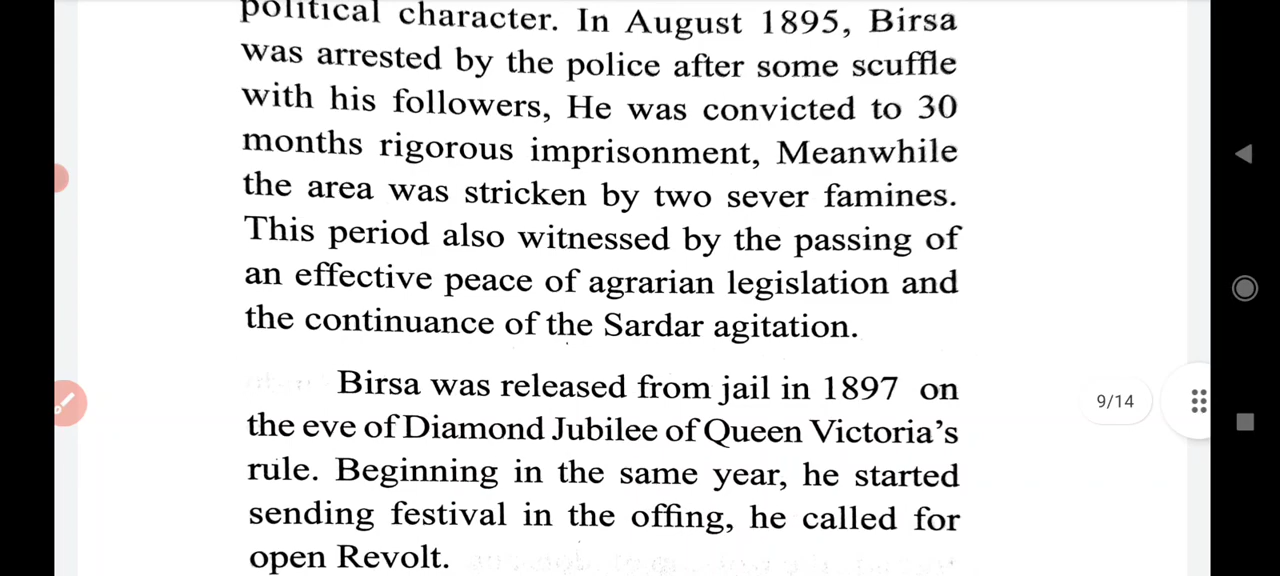 political character. In August 1895, Birsa
was arrested by the police after some scuffle
with his followers, He was convicted to 30
months rigorous imprisonment, Meanwhile
the area was stricken by two sever famines.
This period also witnessed by the passing of
an effective peace of agrarian legislation and
the continuance of the Sardar agitation.
Birsa was released from jail in 1897 on
the eve of Diamond Jubilee of Queen Victoria's
rule. Beginning in the same year, he started
sending festival in the offing, he called for
open Revolt.
9/14